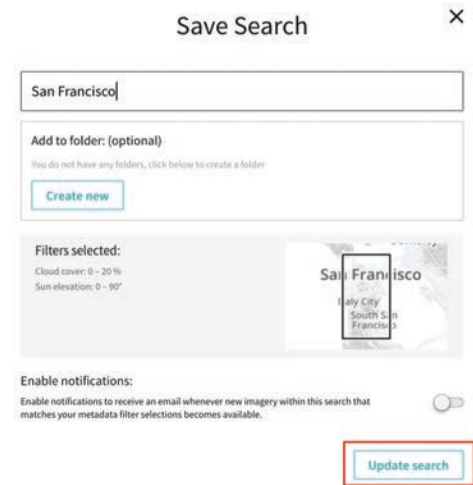 Save Search
San Francisco
Add to folder: (optional)
You do not have any folders, click below to create a folder
Create new
Filters selected:
Cloud cover: 0 – 20 %
Sun elevation: 0 – 90°
San Francisco
Daly City
South San
Francisco
Enable notifications:
Enable notifications to receive an email whenever new imagery within this search that
matches your metadata filter selections becomes available.
Update search